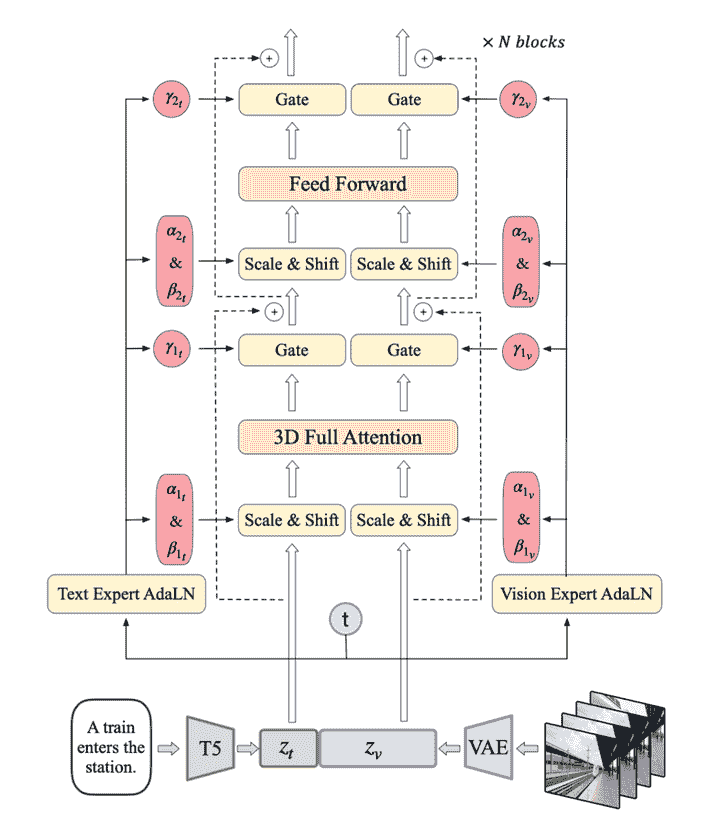 × N blocks
γ2t
Gate
Gate
γ2v
Feed Forward
α2t
&
β2t
Scale & Shift
Scale & Shift
α2v
&
β2v
γ1t
Gate
Gate
γ1v
3D Full Attention
α1t
&
β1t
Scale & Shift
Scale & Shift
α1v
&
β1v
Text Expert AdaLN
t
Vision Expert AdaLN
A train
enters the
station.
T5
zt
zv
VAE